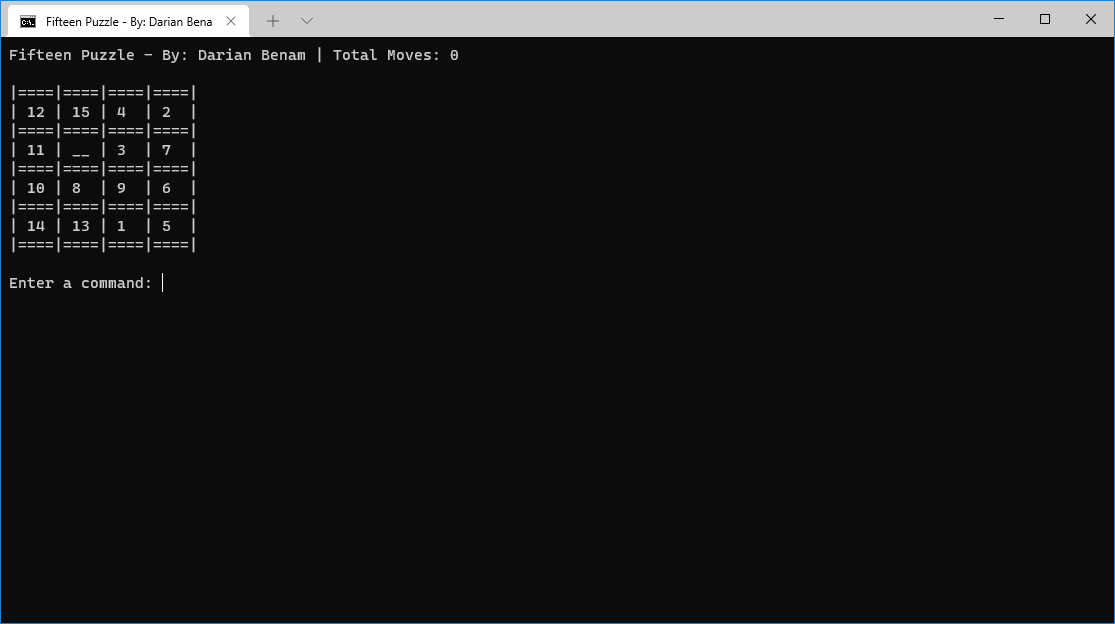 Fifteen Puzzle - By: Darian Bena
Fifteen Puzzle - By: Darian Benam | Total Moves: 0
|====|====|====|====|
| 12 | 15 | 4  | 2  |
|====|====|====|====|
| 11 | __ | 3  | 7  |
|====|====|====|====|
| 10 | 8  | 9  | 6  |
|====|====|====|====|
| 14 | 13 | 1  | 5  |
|====|====|====|====|
Enter a command: